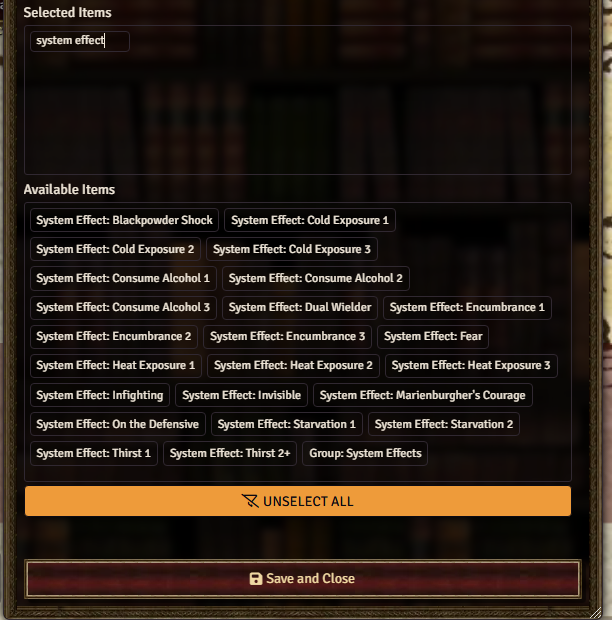 Selected Items
system effect
Available Items
System Effect: Blackpowder Shock System Effect: Cold Exposure 1
System Effect: Cold Exposure 2 System Effect: Cold Exposure 3
System Effect: Consume Alcohol 1 System Effect: Consume Alcohol 2
System Effect: Consume Alcohol 3 System Effect: Dual Wielder System Effect: Encumbrance 1
System Effect: Encumbrance 2 System Effect: Encumbrance 3 System Effect: Fear
System Effect: Heat Exposure 1 System Effect: Heat Exposure 2 System Effect: Heat Exposure 3
System Effect: Infighting System Effect: Invisible System Effect: Marienburgher's Courage
System Effect: On the Defensive System Effect: Starvation 1 System Effect: Starvation 2
System Effect: Thirst 1 System Effect: Thirst 2+ Group: System Effects
UNSELECT ALL
Save and Close